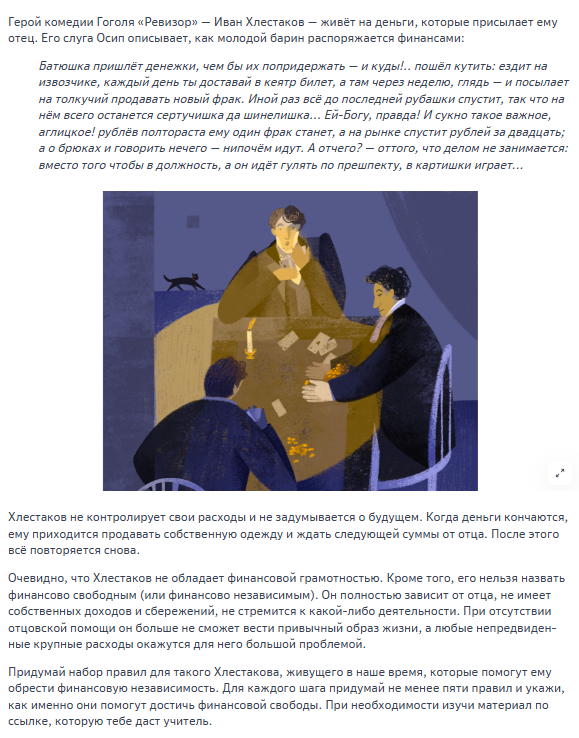 Герой комедии Гоголя «Ревизор» — Иван Хлестаков — живёт на деньги, которые присылает ему
отец. Его слуга Осип описывает, как молодой барин распоряжается финансами:
Батюшка пришлёт денежки, чем бы их попридержать — и куды!.. пошёл кутить: ездит на
извозчике, каждый день ты доставай в кеятр билет, а там через неделю, глядь — и посылает
на толкучий продавать новый фрак. Иной раз всё до последней рубашки спустит, так что на
нём всего останется сертучишка да шинелишка... Ей-Богу, правда! И сукно такое важное,
аглицкое! рублёв полтораста ему один фрак станет, а на рынке спустит рублей за двадцать;
а о брюках и говорить нечего — нипочём идут. А отчего? — оттого, что делом не занимается:
вместо того чтобы в должность, а он идёт гулять по прешпекту, в картишки играет...
Хлестаков не контролирует свои расходы и не задумывается о будущем. Когда деньги кончаются,
ему приходится продавать собственную одежду и ждать следующей суммы от отца. После этого
всё повторяется снова.
Очевидно, что Хлестаков не обладает финансовой грамотностью. Кроме того, его нельзя назвать
финансово свободным (или финансово независимым). Он полностью зависит от отца, не имеет
собственных доходов и сбережений, не стремится к какой-либо деятельности. При отсутствии
отцовской помощи он больше не сможет вести привычный образ жизни, а любые непредвиден-
ные крупные расходы окажутся для него большой проблемой.
Придумай набор правил для такого Хлестакова, живущего в наше время, которые помогут ему
обрести финансовую независимость. Для каждого шага придумай не менее пяти правил и укажи,
как именно они помогут достичь финансовой свободы. При необходимости изучи материал по
ссылке, которую тебе даст учитель.